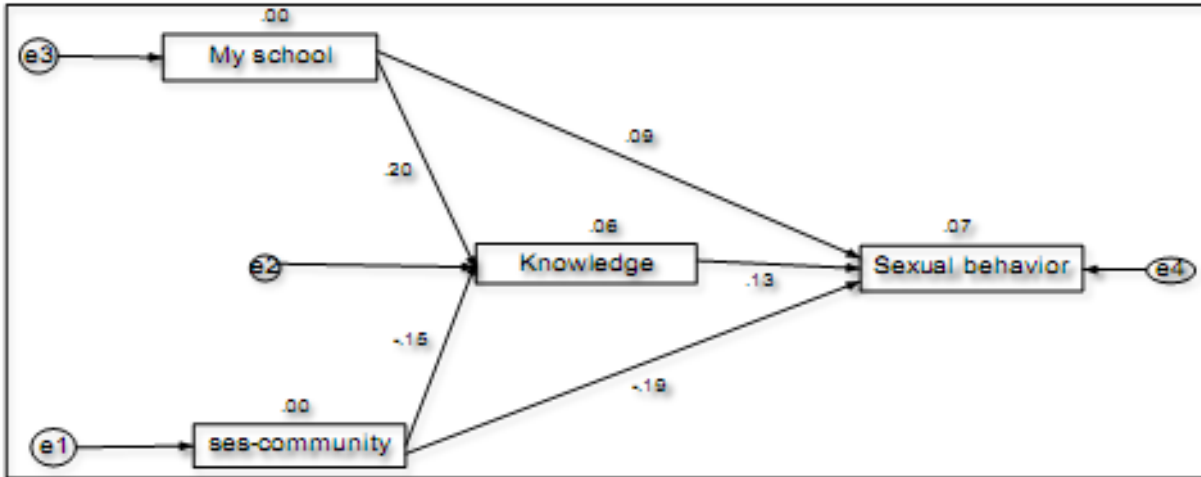 .00
e3
My school
.09
.20
.06
.07
e2
Knowledge
Sexual behavior
e4
.13
-.15
-.19
.00
e1
ses-community